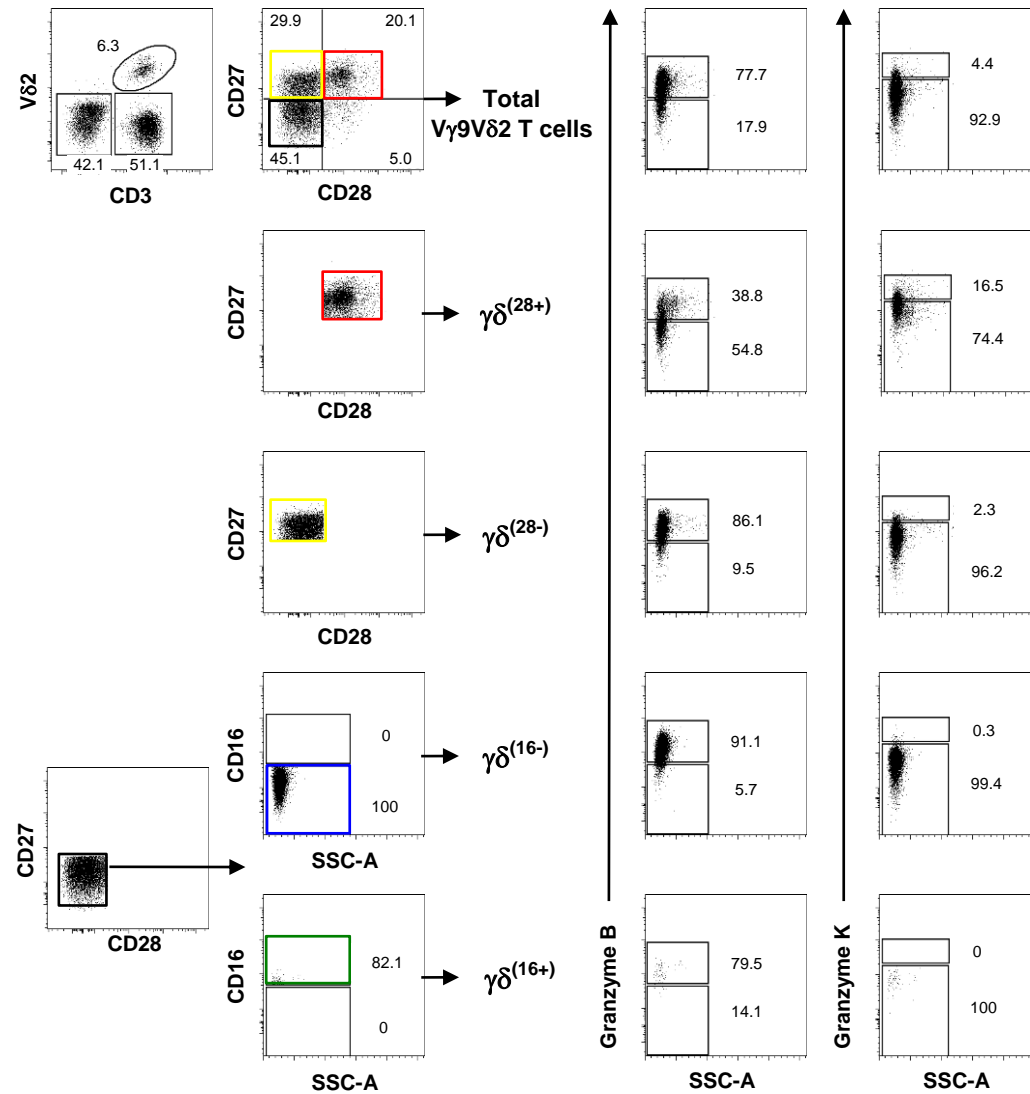 29.9 20.1
6.3
Vδ2
CD27
77.7
4.4
Total
Vγ9Vδ2 T cells
17.9
92.9
42.1 51.1
45.1 5.0
CD3
CD28
CD27
γδ(28+)
38.8
16.5
54.8
74.4
CD28
CD27
γδ(28-)
86.1
2.3
9.5
96.2
CD28
CD16
0
γδ(16-)
100
91.1
0.3
5.7
99.4
SSC-A
CD27
CD28
CD16
82.1
γδ(16+)
0
79.5
0
14.1
100
Granzyme B
Granzyme K
SSC-A
SSC-A
SSC-A